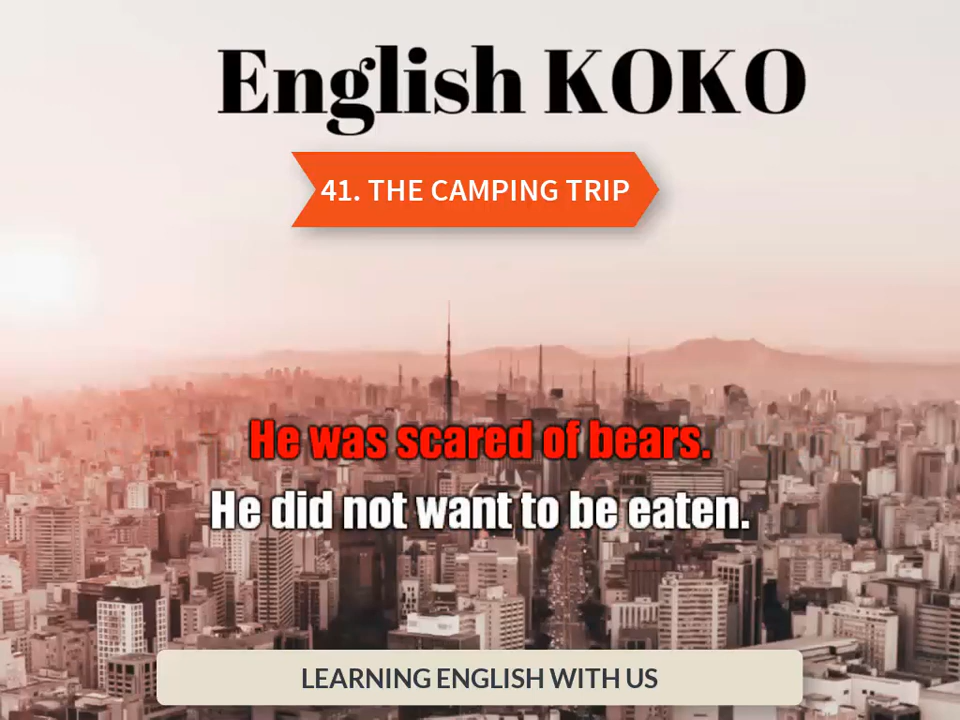 English KOKO
41. THE CAMPING TRIP
He was scared of bears.
He did not want to be eaten.
LEARNING ENGLISH WITH US